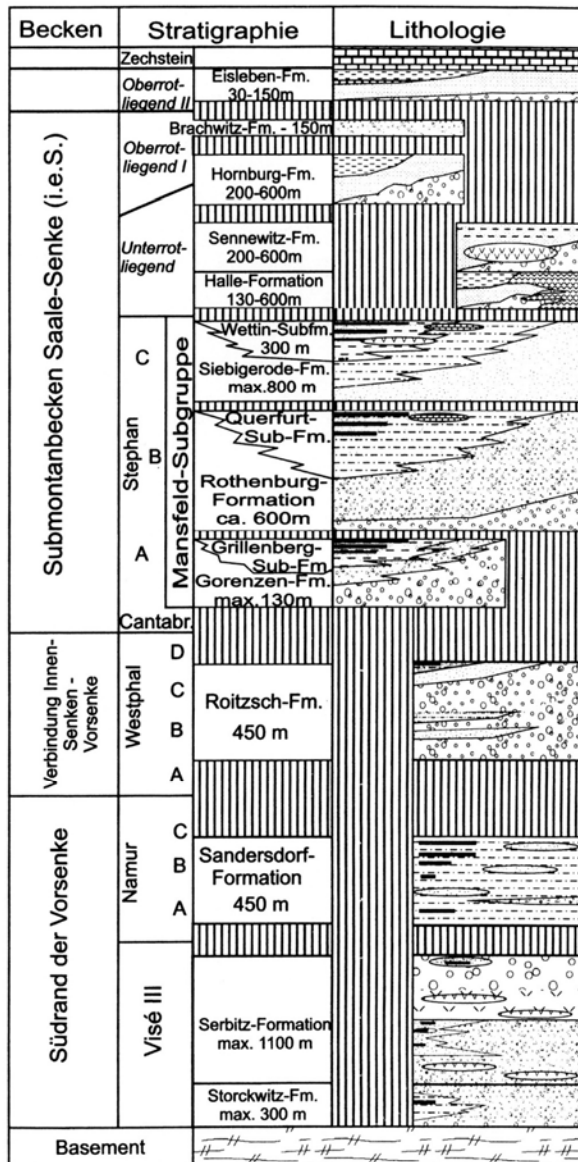 Becken
Stratigraphie
Lithologie
Zechstein
Oberrot-
liegend II
Eisleben-Fm.
30-150m
Submontanbecken Saale-Senke (i.e.S.)
Oberrot-
liegend I
Brachwitz-Fm. - 150m
Hornburg-Fm.
200-600m
Unterrot-
liegend
Sennewitz-Fm.
200-600m
Halle-Formation
130-600m
Stephan
C
B
A
Mansfeld-Subgruppe
Wettin-Subfm.
300 m
Siebigerode-Fm.
max.800 m
Querfurt-
Sub-Fm.
Rothenburg-
Formation
ca. 600m
Grillenberg-
Sub-Fm
Gorenzen-Fm.
max.130m
Cantabr.
Verbindung Innen-
Senken -
Vorsenke
Westphal
D
C
B
A
Roitzsch-Fm.
450 m
Südrand der Vorsenke
Namur
C
B
A
Sandersdorf-
Formation
450 m
Visé III
Serbitz-Formation
max. 1100 m
Storckwitz-Fm.
max. 300 m
Basement